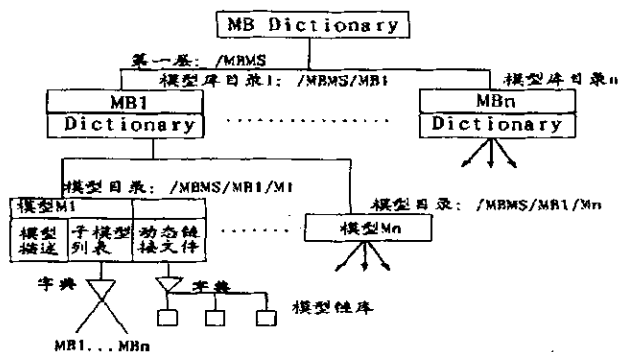 MB Dictionary
第一层: /MBMS
模型库目录1: /MBMS/MB1
模型库目录n
MB1
Dictionary
MBn
Dictionary
模型目录: /MBMS/MB1/M1
模型目录: /MBMS/MB1/Mn
模型M1
模型描述
子模型列表
动态链接文件
模型Mn
字典
字典
模型链库
MB1...MBn